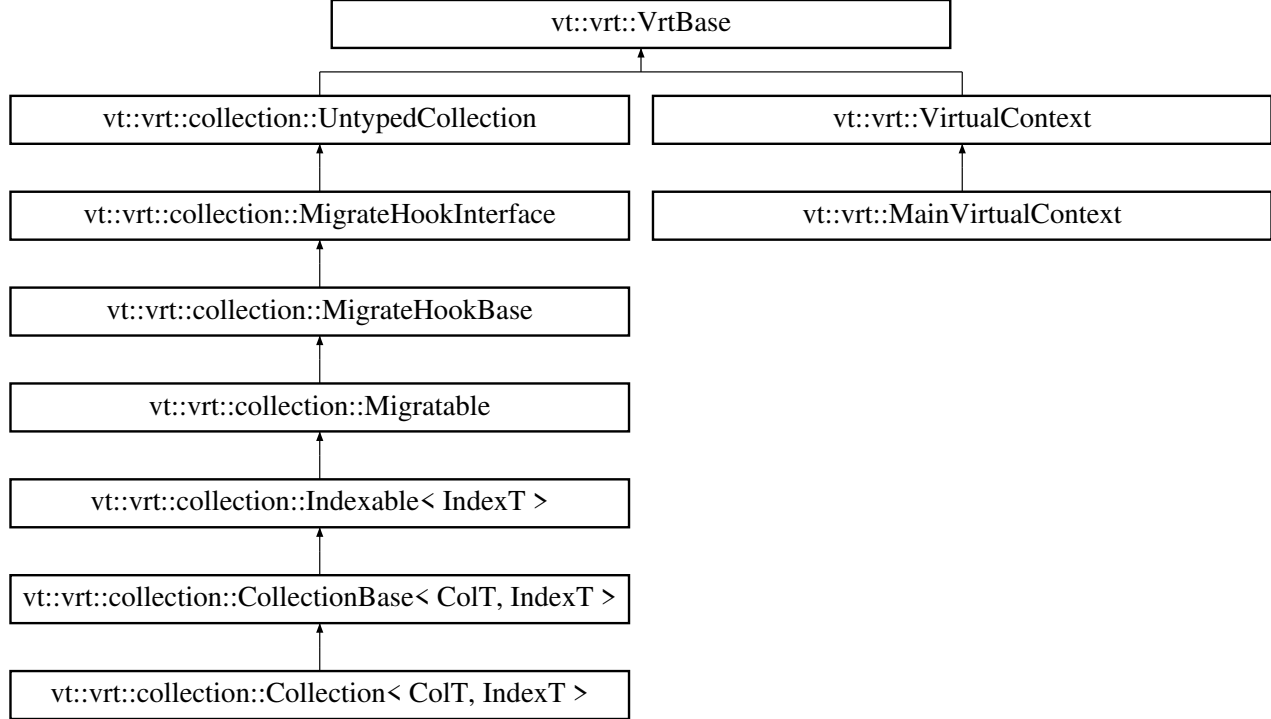 vt::vrt::VrtBase
vt::vrt::collection::UntypedCollection
vt::vrt::VirtualContext
vt::vrt::collection::MigrateHookInterface
vt::vrt::MainVirtualContext
vt::vrt::collection::MigrateHookBase
vt::vrt::collection::Migratable
vt::vrt::collection::Indexable< IndexT >
vt::vrt::collection::CollectionBase< ColT, IndexT >
vt::vrt::collection::Collection< ColT, IndexT >